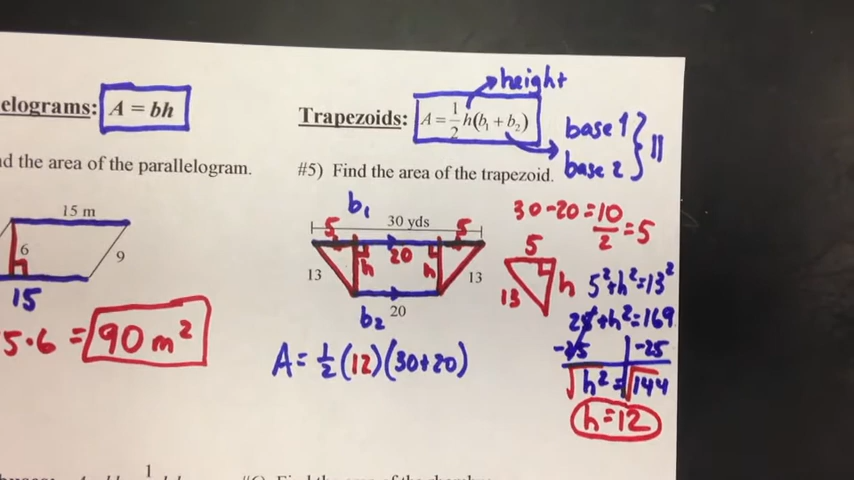 elograms: A = bh
d the area of the parallelogram.
15 m
6
9
15
5·6 = 90 m²
height
Trapezoids: A = 1/2 h(b₁ + b₂)
base 1
base 2 } ||
#5) Find the area of the trapezoid.
b₁
30 yds
5 5
20
13 h h 13
b₂
20
A = 1/2 (12)(30+20)
30-20=10/2=5
5
13 h
5²+h²=13²
25+h²=169
-25 | -25
√h² = √144
h=12
1